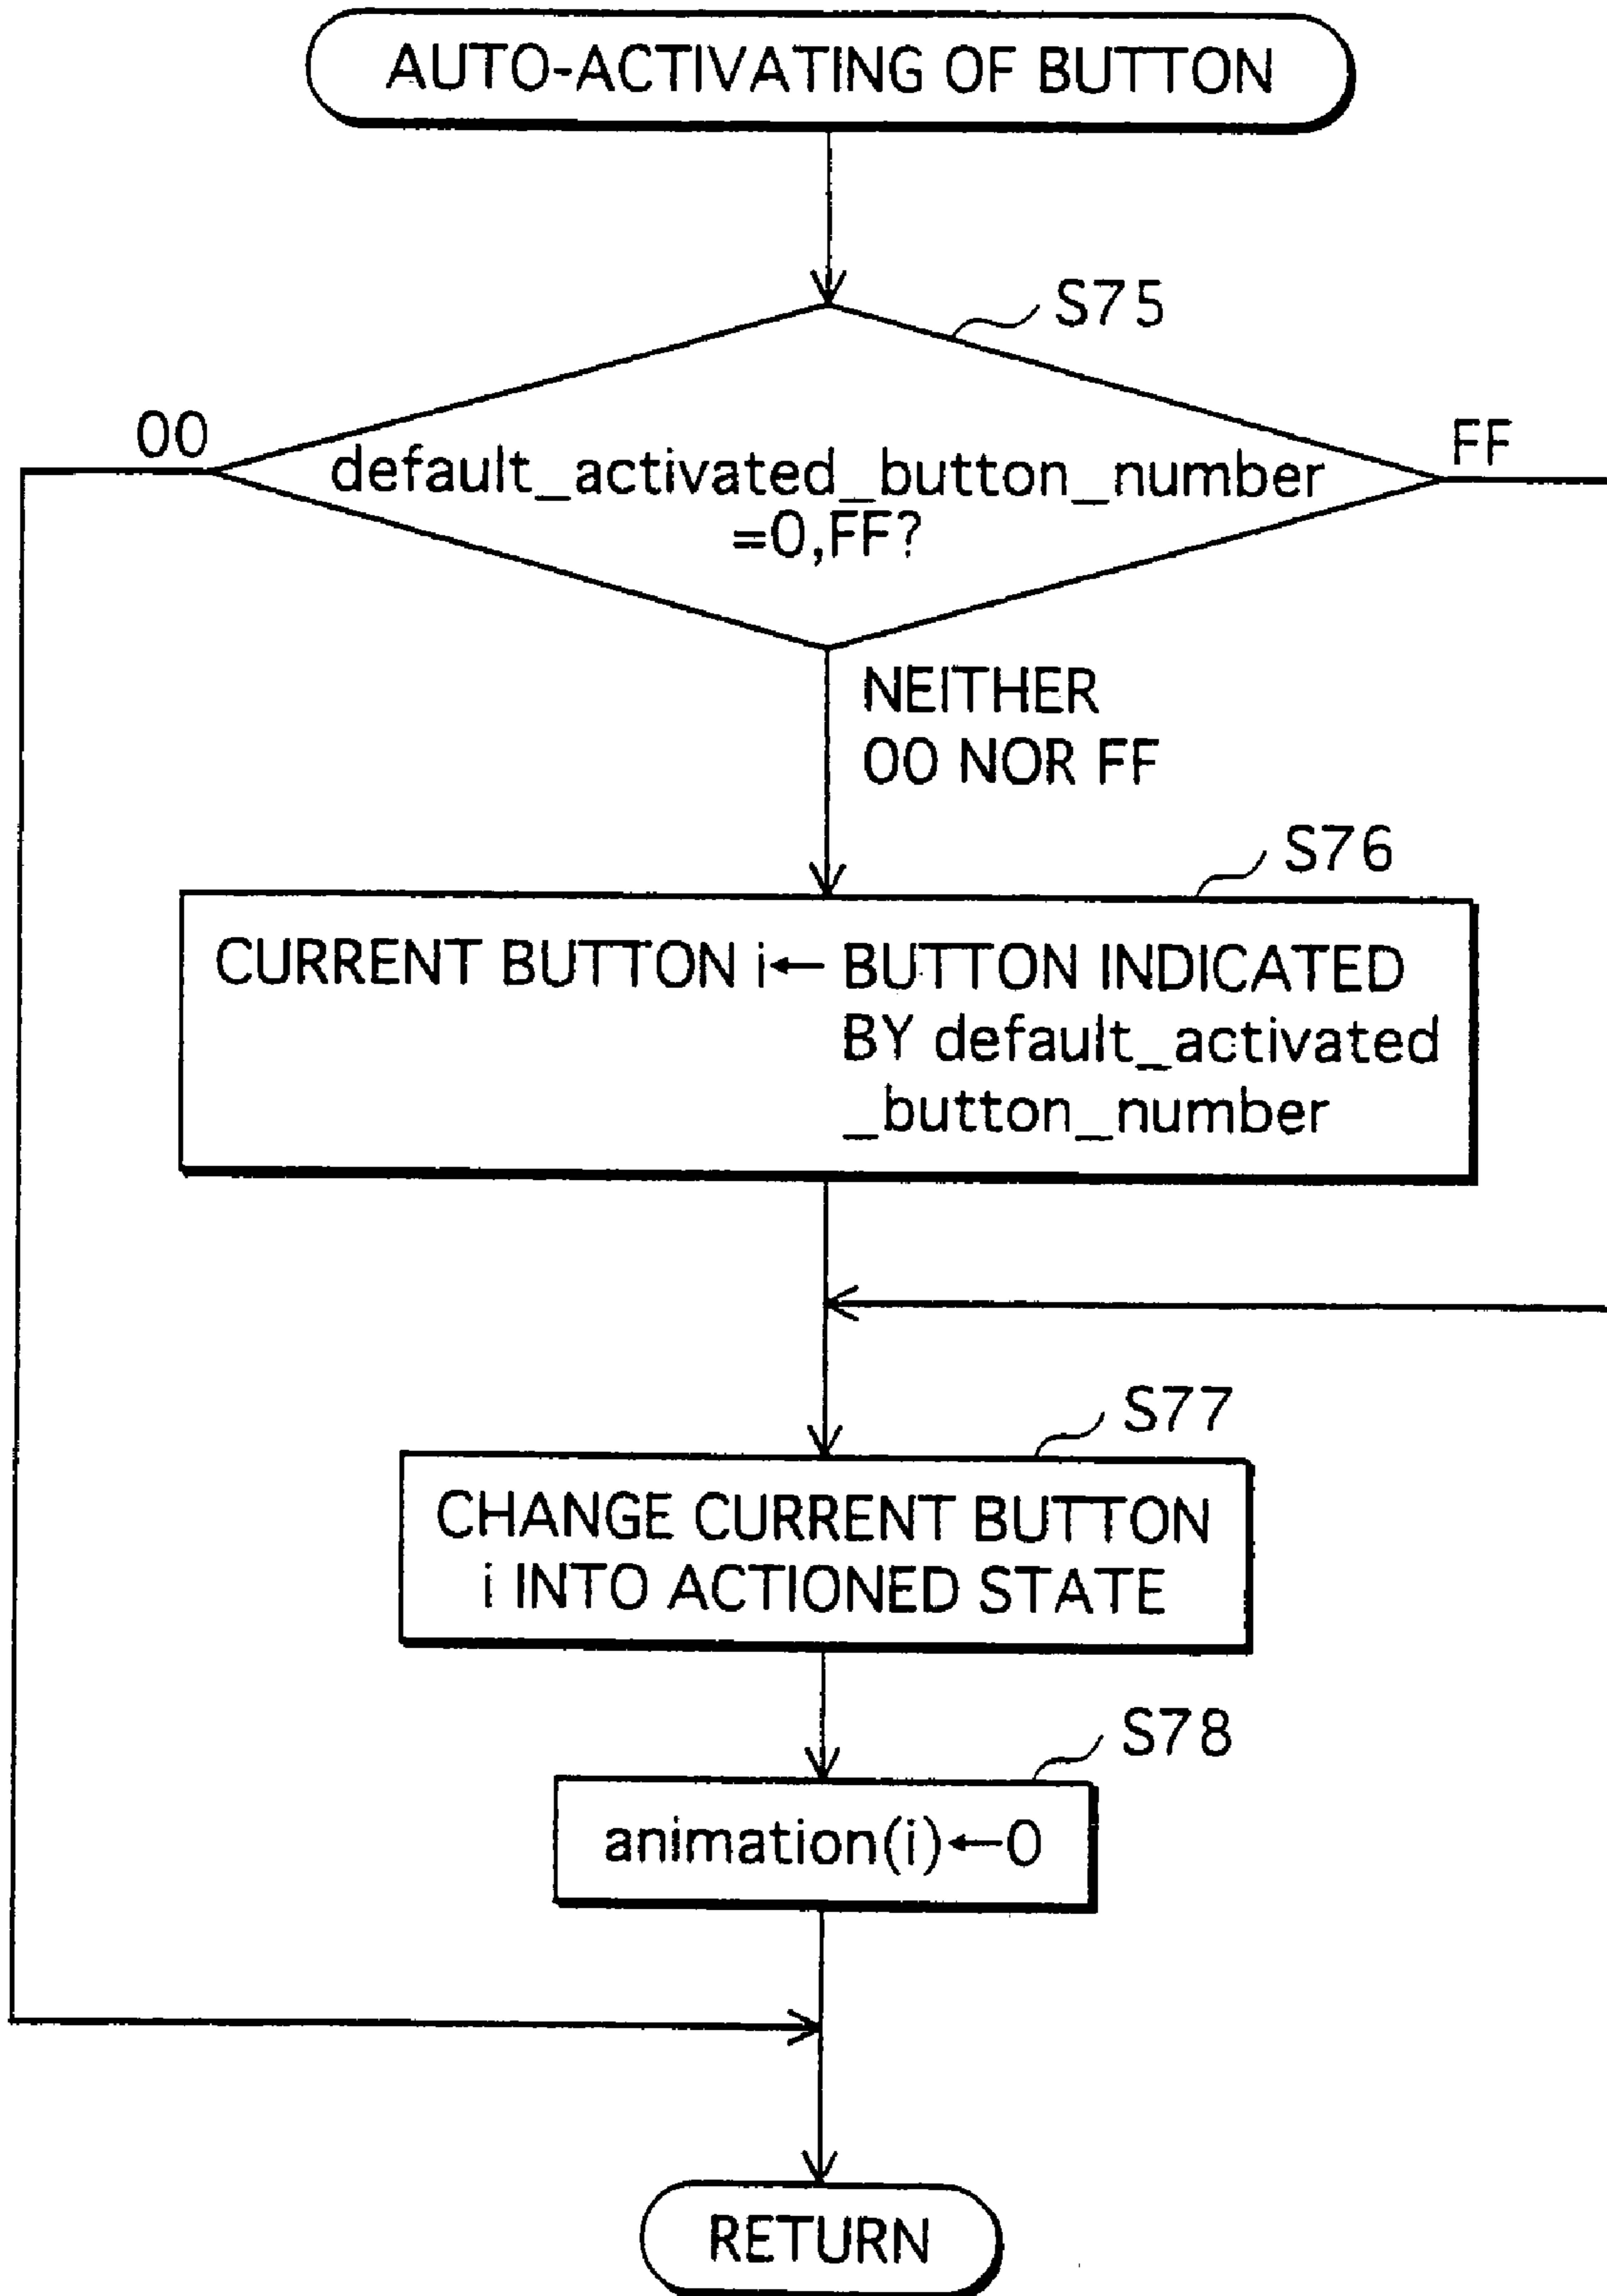 AUTO-ACTIVATING OF BUTTON
S75
00
FF
default_activated_button_number
=0,FF?
NEITHER
00 NOR FF
S76
CURRENT BUTTON i← BUTTON INDICATED
BY default_activated
_button_number
S77
CHANGE CURRENT BUTTON
i INTO ACTIONED STATE
S78
animation(i)←0
RETURN